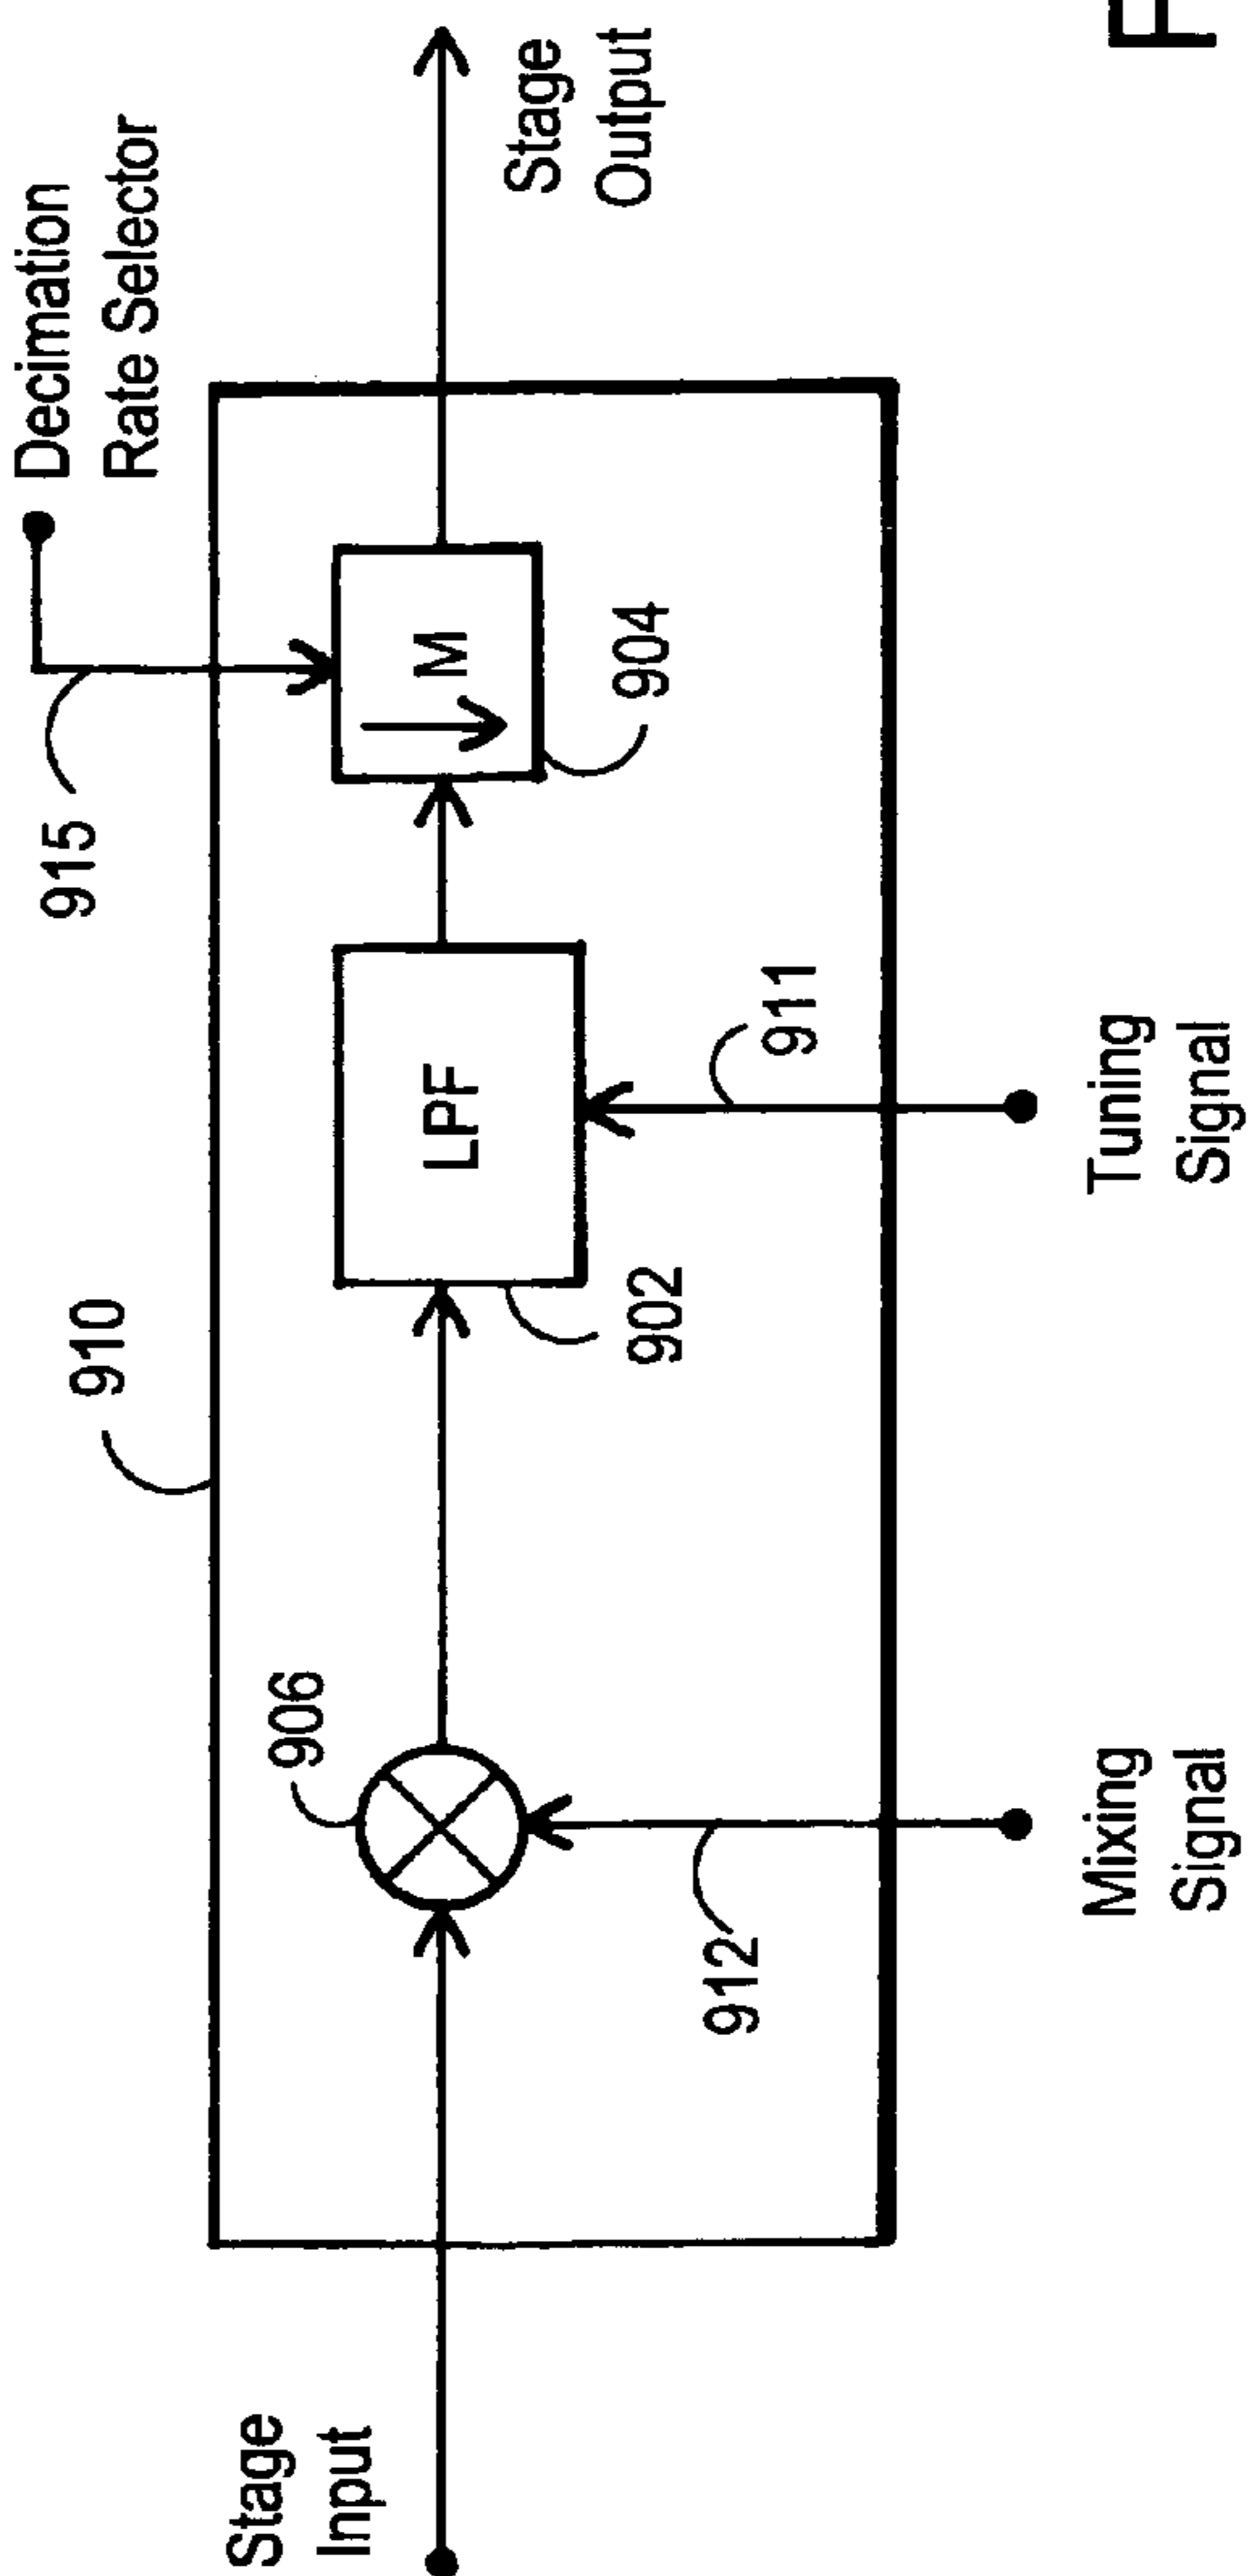 Decimation
Rate Selector
915
910
906
Stage
Input
LPF
M
Stage
Output
902
904
912
911
Mixing
Signal
Tuning
Signal
F